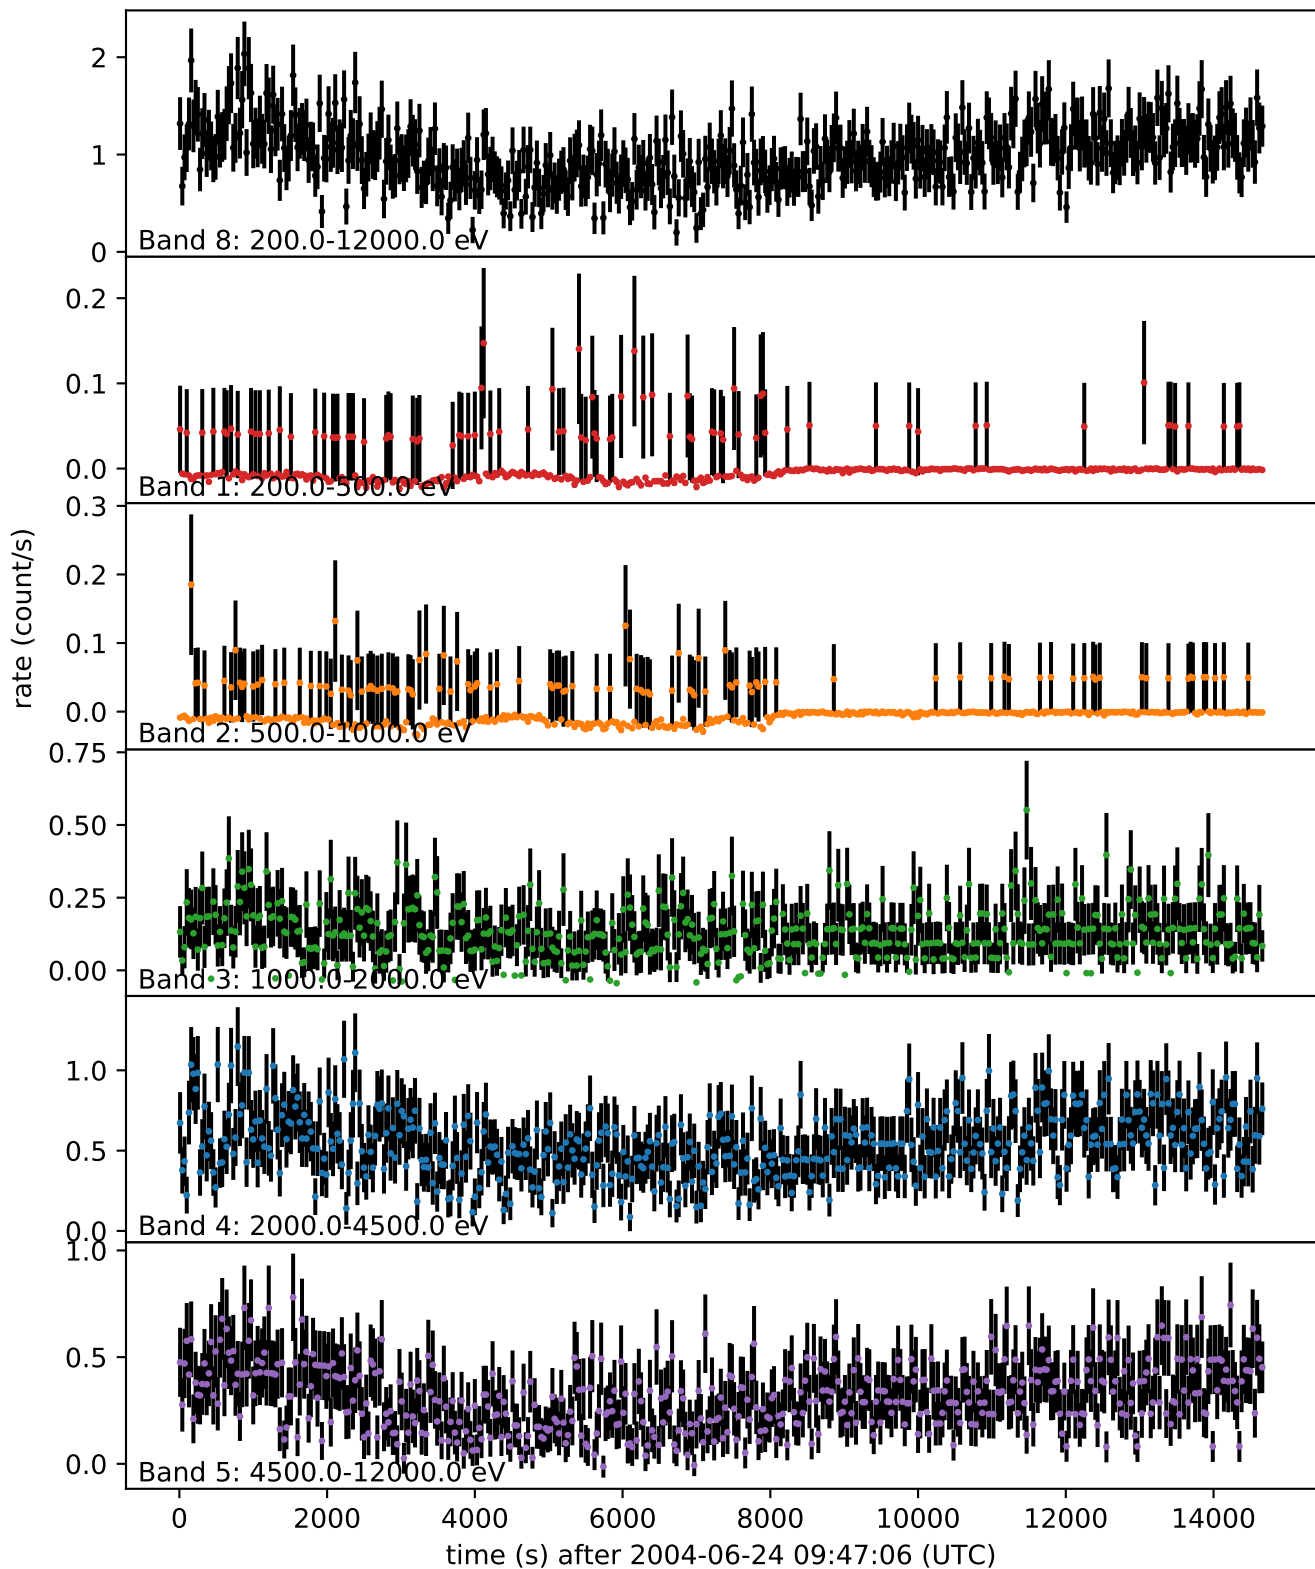 2
1
0
Band 8: 200.0-12000.0 eV
0.2
0.1
0.0
Band 1: 200.0-500.0 eV
0.3
0.2
0.1
0.0
Band 2: 500.0-1000.0 eV
rate (count/s)
0.75
0.50
0.25
0.00
Band 3: 1000.0-2000.0 eV
1.0
0.5
0.0
Band 4: 2000.0-4500.0 eV
1.0
0.5
0.0
Band 5: 4500.0-12000.0 eV
0 2000 4000 6000 8000 10000 12000 14000
time (s) after 2004-06-24 09:47:06 (UTC)